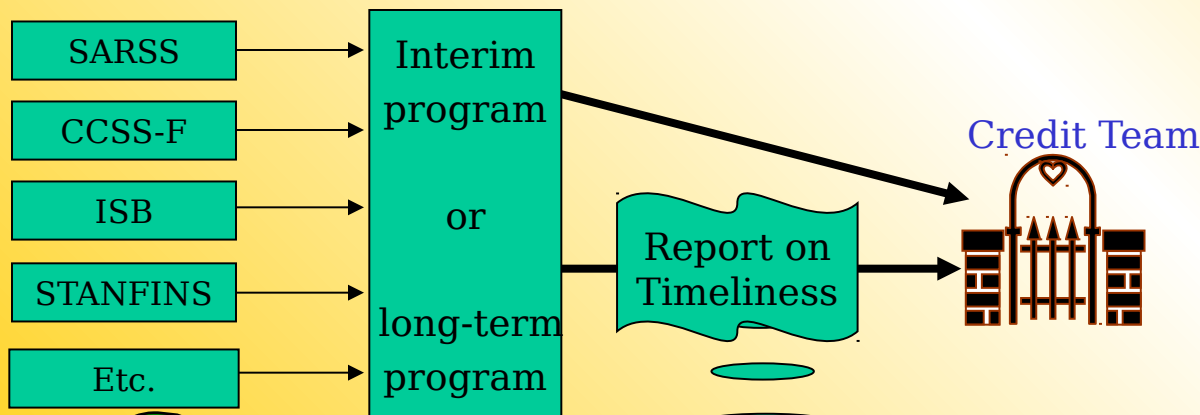 SARSS
CCSS-F
ISB
STANFINS
Etc.
Interim
program
or
long-term
program
Report on
Timeliness
Credit Team